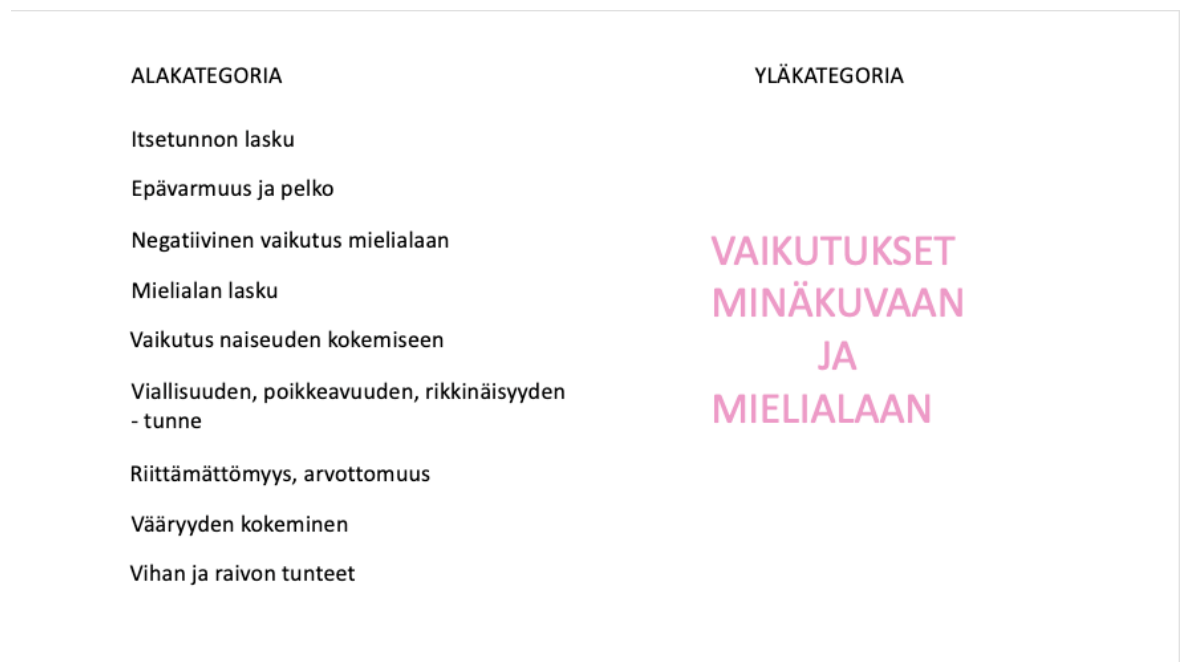 ALAKATEGORIA
YLÄKATEGORIA
Itsetunnon lasku
Epävarmuus ja pelko
Negatiivinen vaikutus mielialaan
Mielialan lasku
Vaikutus naiseuden kokemiseen
Viallisuuden, poikkeavuuden, rikkinäisyyden
- tunne
Riittämättömyys, arvottomuus
Vääryyden kokeminen
Vihan ja raivon tunteet
VAIKUTUKSET
MINÄKUVAAN
JA
MIELIALAAN